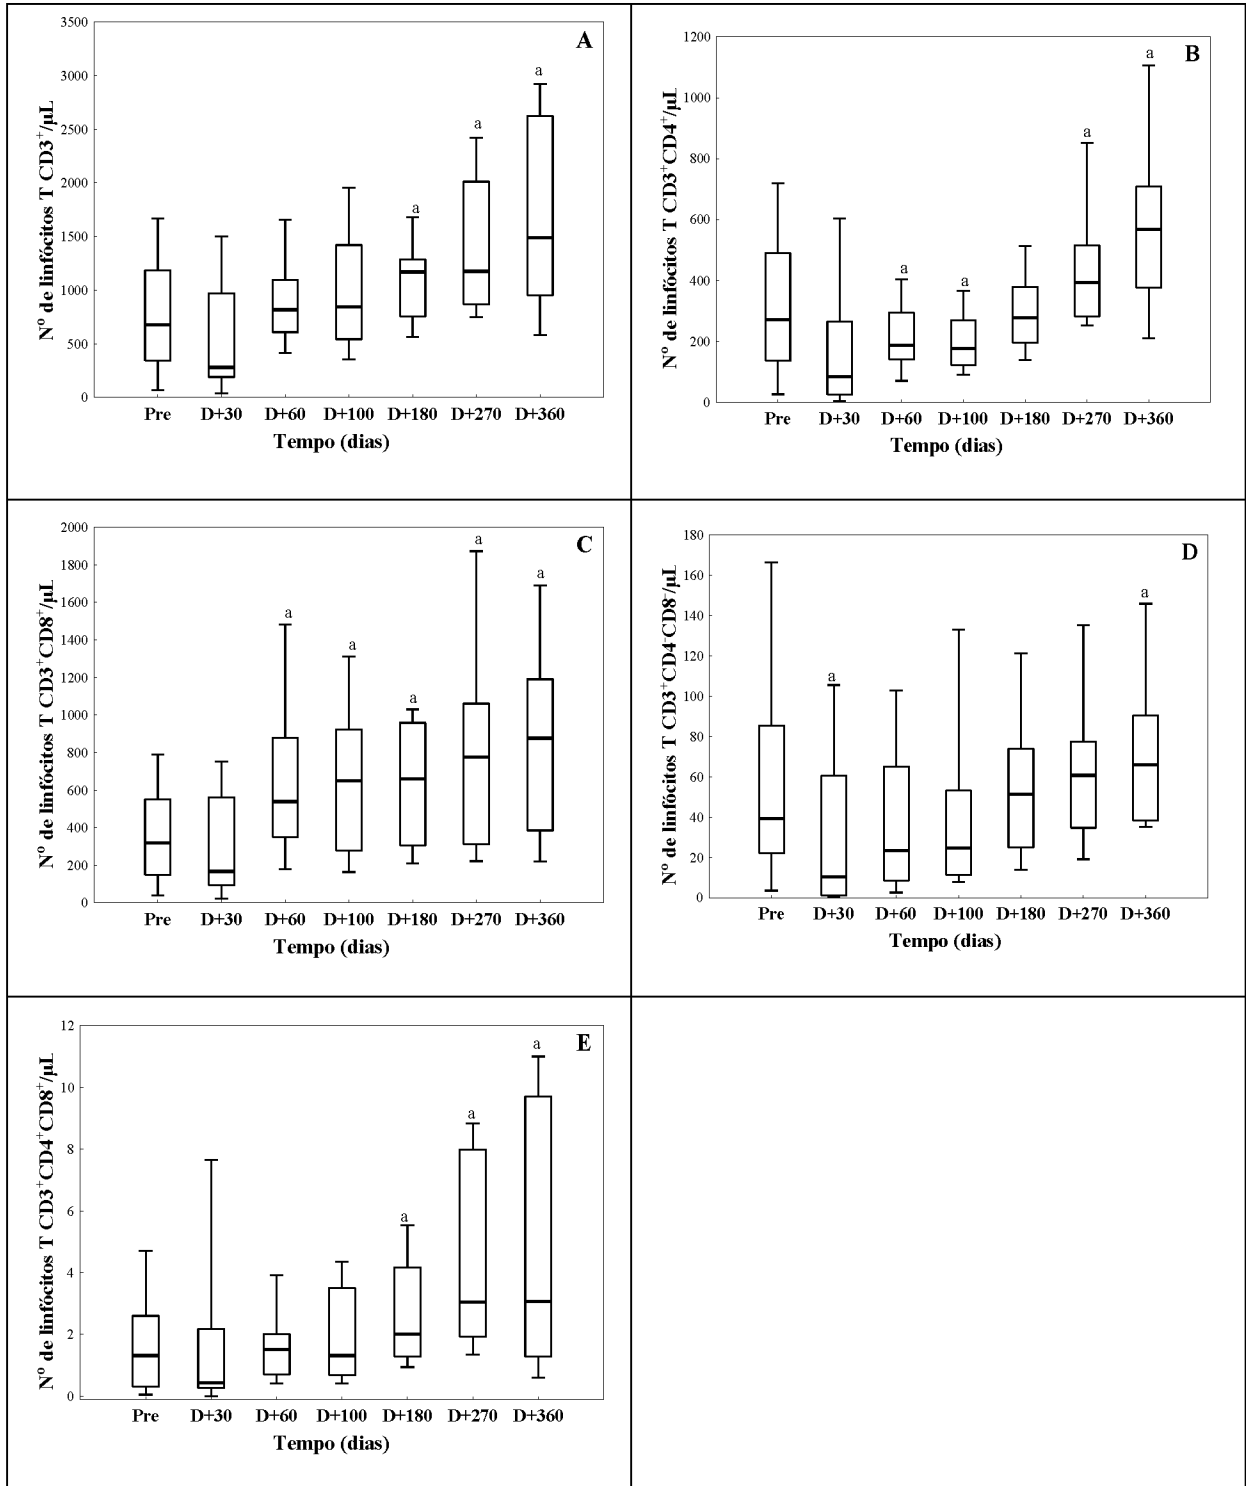 A
Nº de linfócitos T CD3⁺/µL
3500
3000
2500
2000
1500
1000
500
0
a
a
a
Pre D+30 D+60 D+100 D+180 D+270 D+360
Tempo (dias)
B
Nº de linfócitos T CD3⁺CD4⁺/µL
1200
1000
800
600
400
200
0
a
a
a
a
Pre D+30 D+60 D+100 D+180 D+270 D+360
Tempo (dias)
C
Nº de linfócitos T CD3⁺CD8⁺/µL
2000
1800
1600
1400
1200
1000
800
600
400
200
0
a
a
a
a
a
Pre D+30 D+60 D+100 D+180 D+270 D+360
Tempo (dias)
D
Nº de linfócitos T CD3⁺CD4⁻CD8⁻/µL
180
160
140
120
100
80
60
40
20
0
a
a
Pre D+30 D+60 D+100 D+180 D+270 D+360
Tempo (dias)
E
Nº de linfócitos T CD3⁺CD4⁺CD8⁺/µL
12
10
8
6
4
2
0
a
a
a
Pre D+30 D+60 D+100 D+180 D+270 D+360
Tempo (dias)